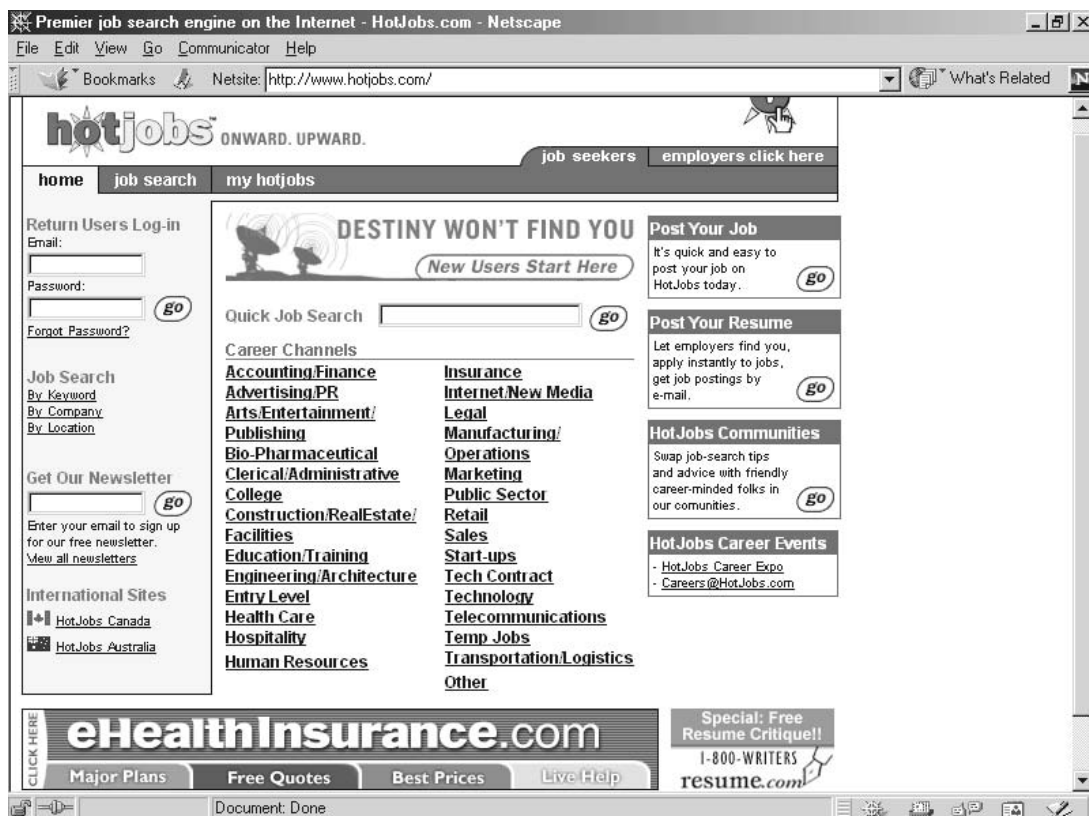 Premier job search engine on the Internet - HotJobs.com - Netscape
File Edit View Go Communicator Help
Bookmarks Netsite: http://www.hotjobs.com/ What's Related N
hotjobs™ ONWARD. UPWARD.
job seekers employers click here
home job search my hotjobs
Return Users Log-in
Email:
Password:
go
Forgot Password?
Job Search
By Keyword
By Company
By Location
Get Our Newsletter
go
Enter your email to sign up
for our free newsletter.
View all newsletters
International Sites
HotJobs Canada
HotJobs Australia
DESTINY WON'T FIND YOU
New Users Start Here
Quick Job Search go
Career Channels
Accounting/Finance
Advertising/PR
Arts/Entertainment/
Publishing
Bio-Pharmaceutical
Clerical/Administrative
College
Construction/RealEstate/
Facilities
Education/Training
Engineering/Architecture
Entry Level
Health Care
Hospitality
Human Resources
Insurance
Internet/New Media
Legal
Manufacturing/
Operations
Marketing
Public Sector
Retail
Sales
Start-ups
Tech Contract
Technology
Telecommunications
Temp Jobs
Transportation/Logistics
Other
Post Your Job
It's quick and easy to
post your job on
HotJobs today.
go
Post Your Resume
Let employers find you,
apply instantly to jobs,
get job postings by
e-mail.
go
HotJobs Communities
Swap job-search tips
and advice with friendly
career-minded folks in
our comunities.
go
HotJobs Career Events
- HotJobs Career Expo
- Careers@HotJobs.com
CLICK HERE
eHealthInsurance.com
Major Plans Free Quotes Best Prices Live Help
Special: Free
Resume Critique!!
1-800-WRITERS
resume.com
Document: Done